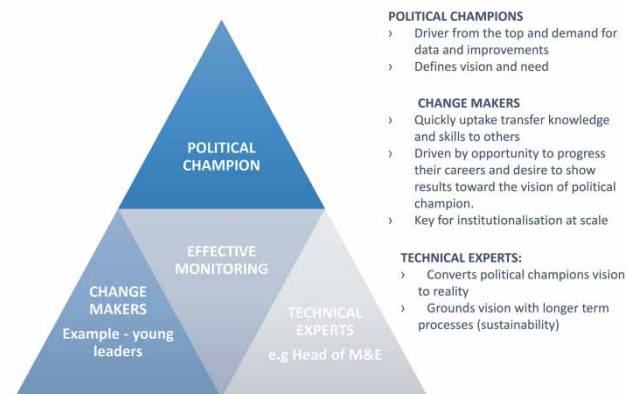 POLITICAL
CHAMPION
EFFECTIVE
MONITORING
CHANGE
MAKERS
Example - young
leaders
TECHNICAL
EXPERTS
e.g Head of M&E
POLITICAL CHAMPIONS
› Driver from the top and demand for
data and improvements
› Defines vision and need
CHANGE MAKERS
› Quickly uptake transfer knowledge
and skills to others
› Driven by opportunity to progress
their careers and desire to show
results toward the vision of political
champion.
› Key for institutionalisation at scale
TECHNICAL EXPERTS:
› Converts political champions vision
to reality
› Grounds vision with longer term
processes (sustainability)